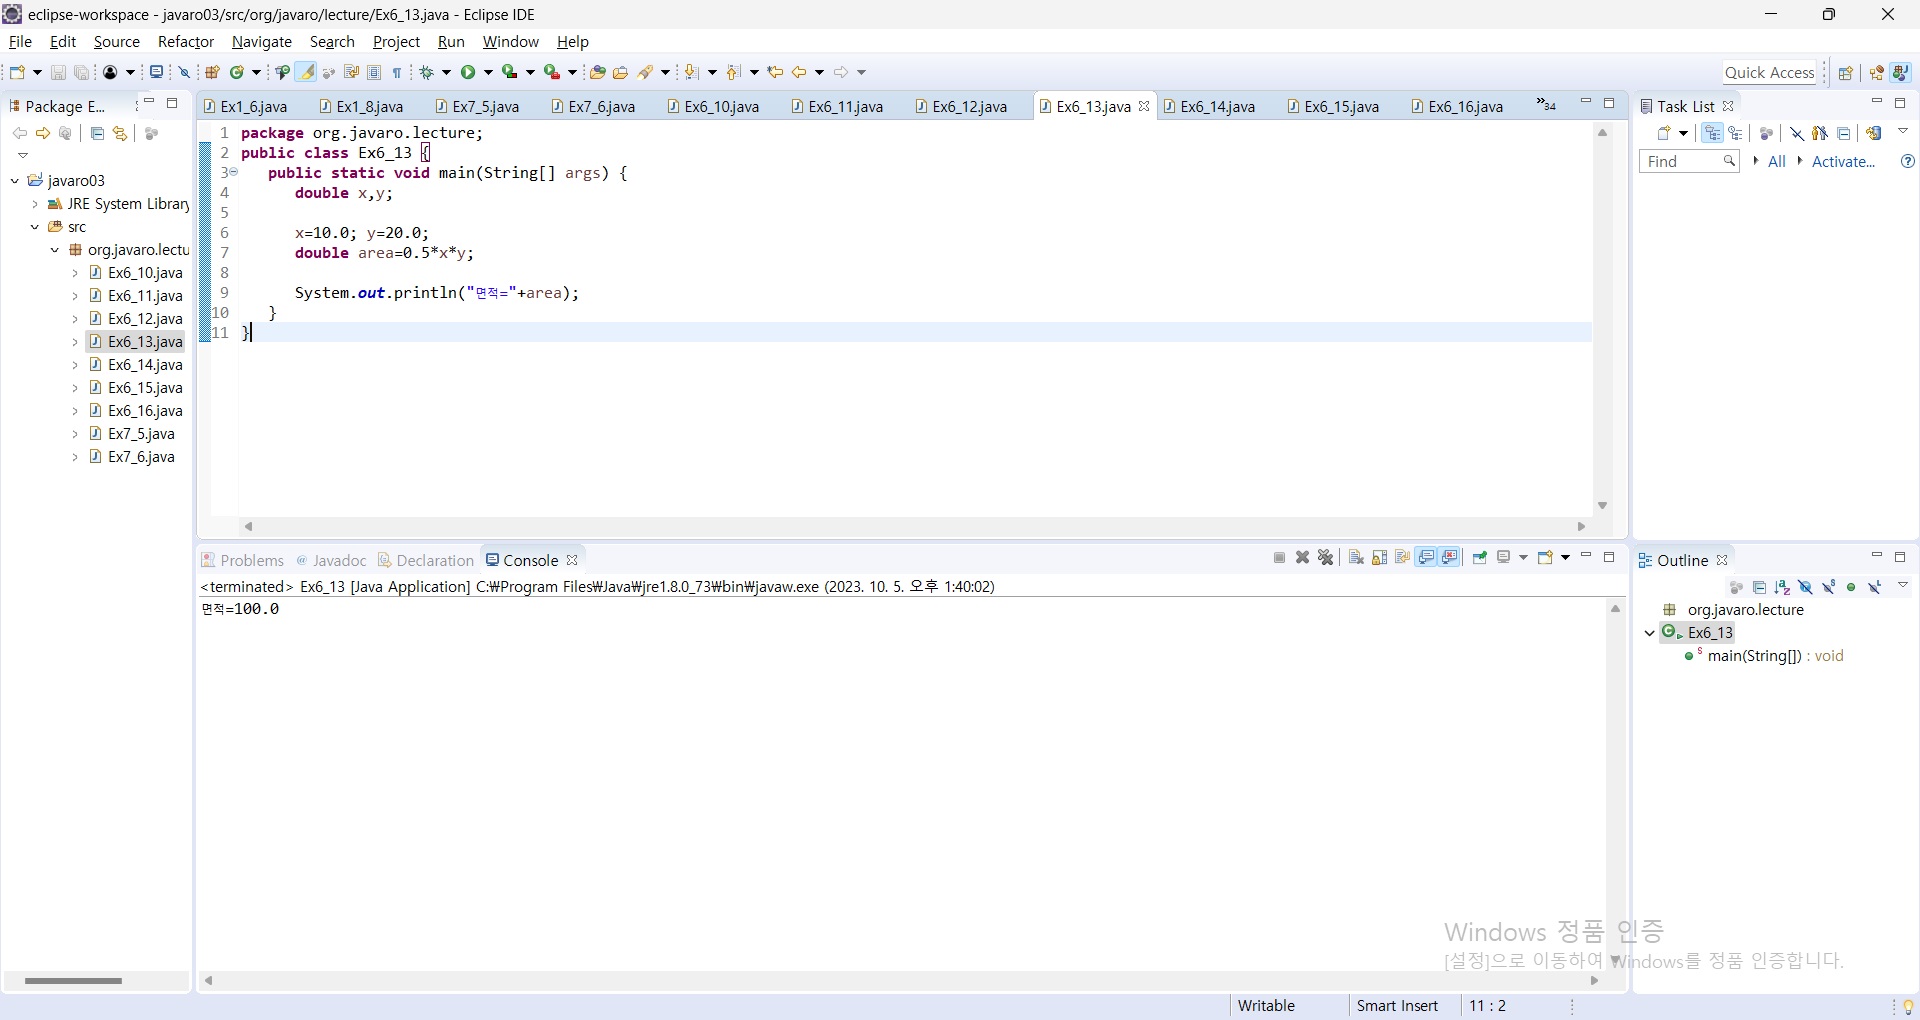 eclipse-workspace - javaro03/src/org/javaro/lecture/Ex6_13.java - Eclipse IDE
File Edit Source Refactor Navigate Search Project Run Window Help
Quick Access
Package E...
Ex1_6.java Ex1_8.java Ex7_5.java Ex7_6.java Ex6_10.java Ex6_11.java Ex6_12.java Ex6_13.java Ex6_14.java Ex6_15.java Ex6_16.java »34
Task List
Find All Activate...
javaro03
JRE System Library
src
org.javaro.lectu
Ex6_10.java
Ex6_11.java
Ex6_12.java
Ex6_13.java
Ex6_14.java
Ex6_15.java
Ex6_16.java
Ex7_5.java
Ex7_6.java
1 package org.javaro.lecture;
2 public class Ex6_13 {
3 public static void main(String[] args) {
4 double x,y;
5
6 x=10.0; y=20.0;
7 double area=0.5*x*y;
8
9 System.out.println("면적="+area);
10 }
11 }
Problems @ Javadoc Declaration Console
<terminated> Ex6_13 [Java Application] C:₩Program Files₩Java₩jre1.8.0_73₩bin₩javaw.exe (2023. 10. 5. 오후 1:40:02)
면적=100.0
Outline
org.javaro.lecture
Ex6_13
main(String[]) : void
Windows 정품 인증
[설정]으로 이동하여 Windows를 정품 인증합니다.
Writable Smart Insert 11 : 2